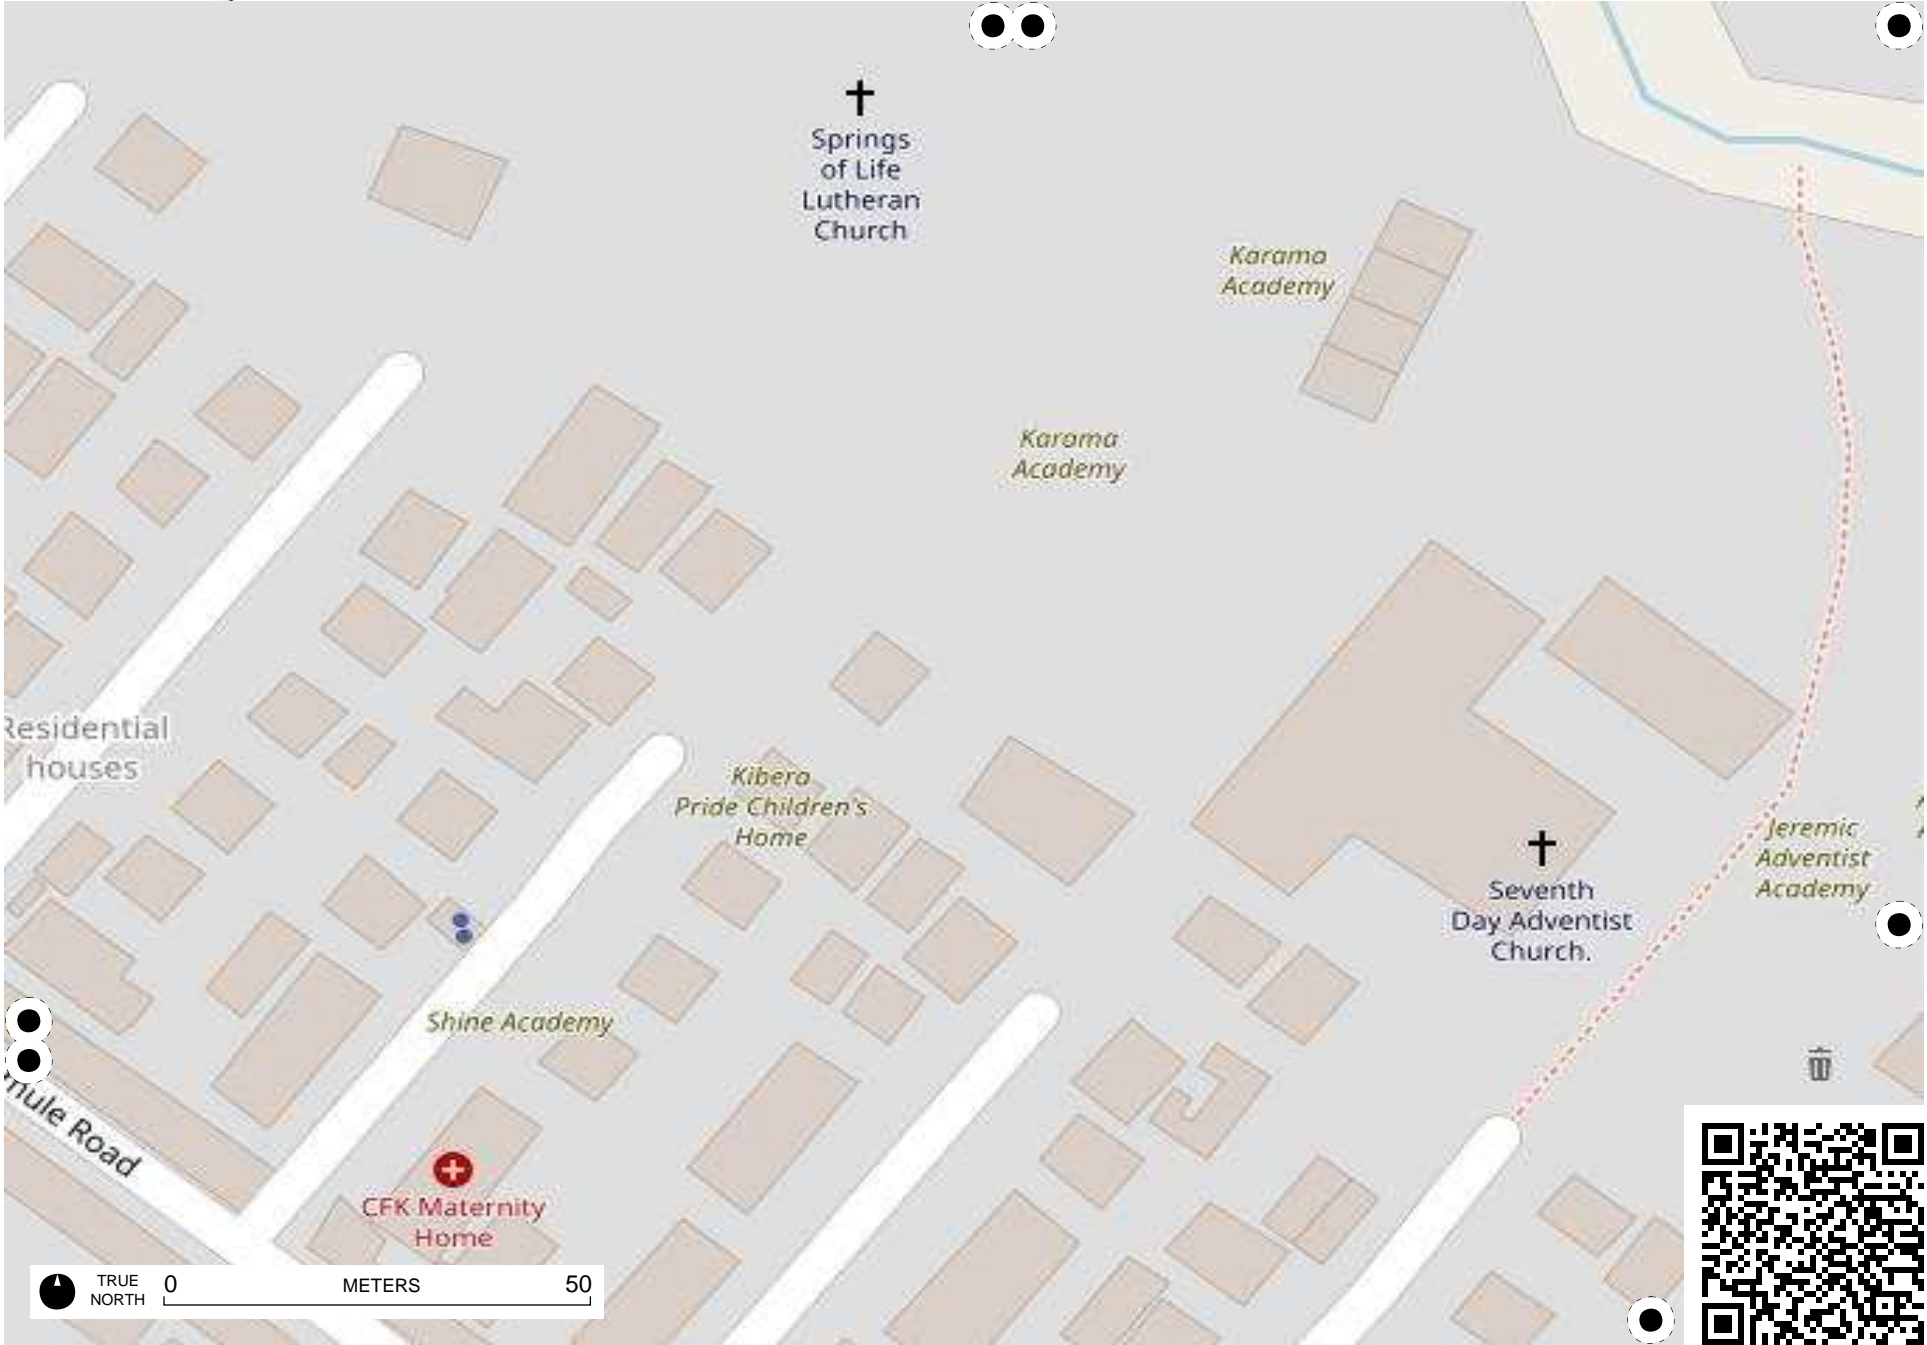 Springs
of Life
Lutheran
Church
Karama
Academy
Karama
Academy
Residential
houses
Kibera
Pride Children's
Home
Jeremic
Adventist
Academy
Seventh
Day Adventist
Church.
Shine Academy
Road
CFK Maternity
Home
TRUE
NORTH
0 METERS 50